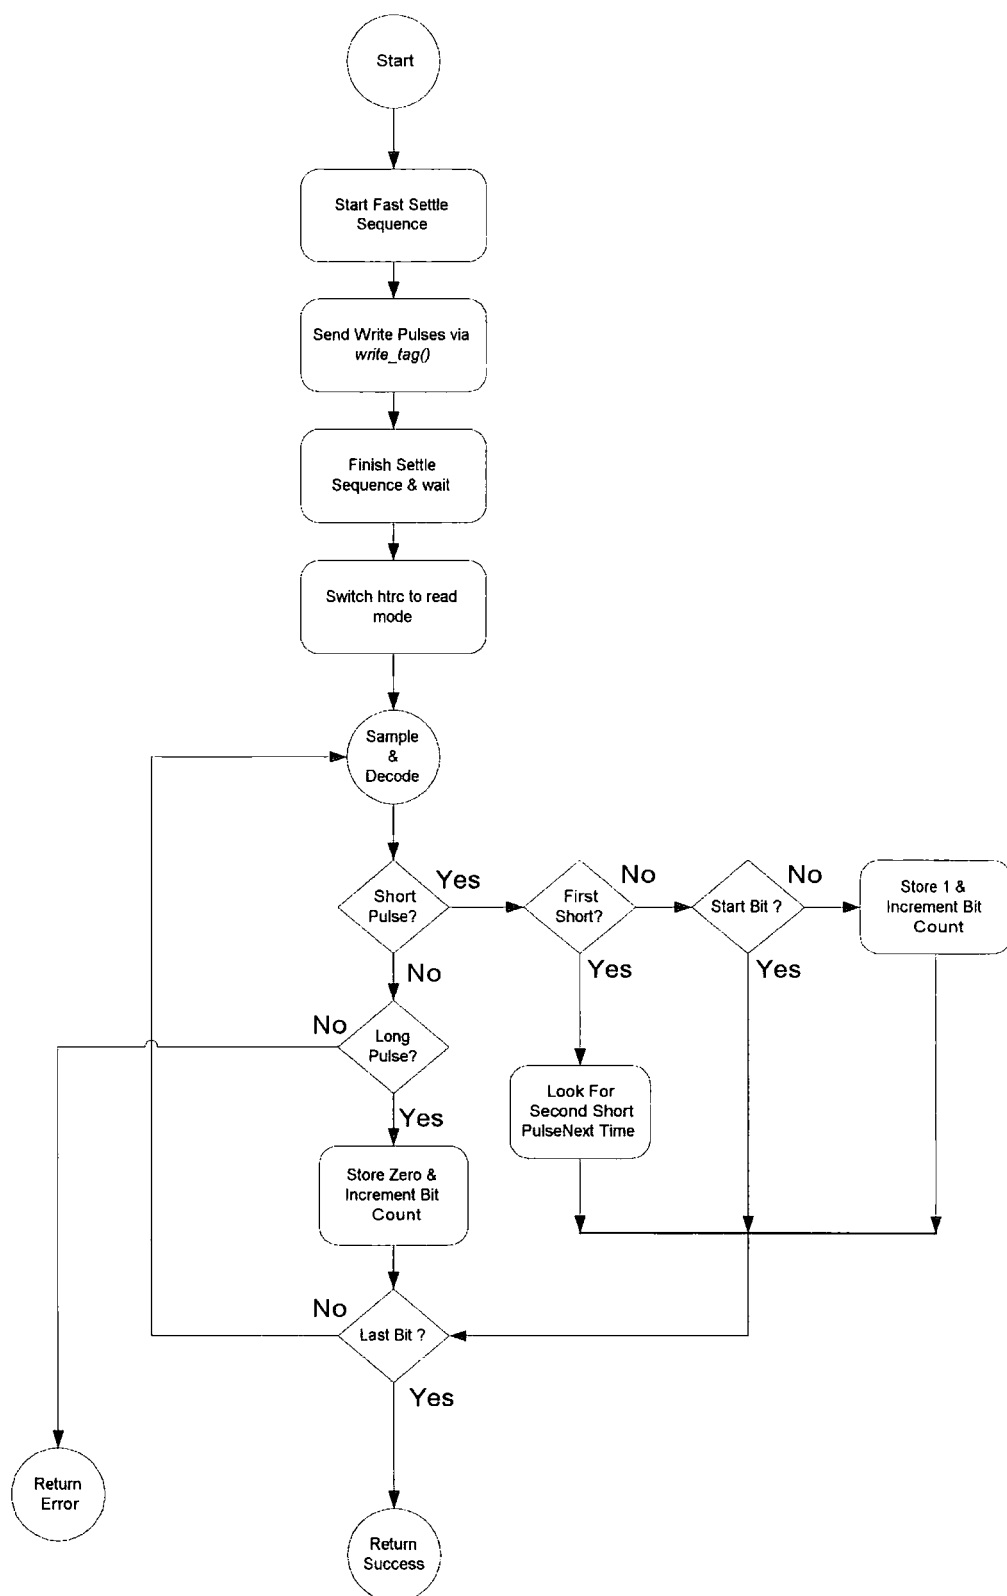 Start
Start Fast Settle
Sequence
Send Write Pulses via
write_tag()
Finish Settle
Sequence & wait
Switch htrc to read
mode
Sample
&
Decode
Short
Pulse?
Yes
First
Short?
No
Start Bit ?
No
Store 1 &
Increment Bit
Count
No
Yes
Yes
Long
Pulse?
No
Yes
Look For
Second Short
PulseNext Time
Store Zero &
Increment Bit
Count
No
Last Bit ?
Yes
Return
Error
Return
Success